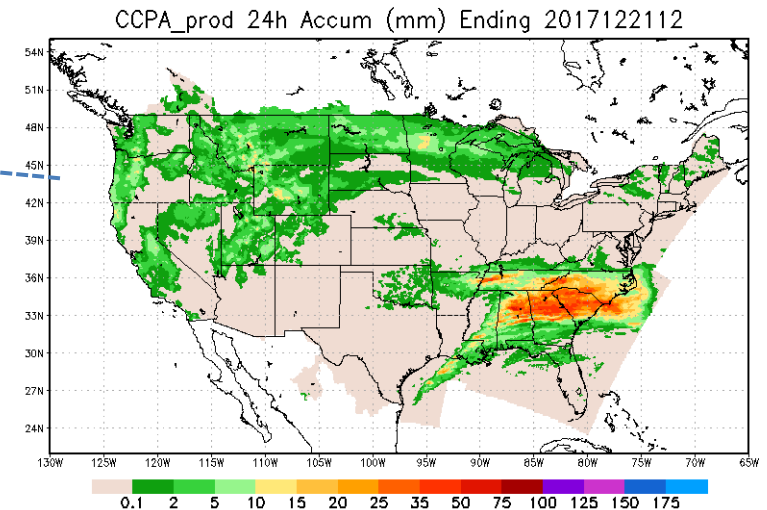 CCPA_prod 24h Accum (mm) Ending 2017122112
54N
51N
48N
45N
42N
39N
36N
33N
30N
27N
24N
130W 125W 120W 115W 110W 105W 100W 95W 90W 85W 80W 75W 70W 65W
0.1 2 5 10 15 20 25 35 50 75 100 125 150 175